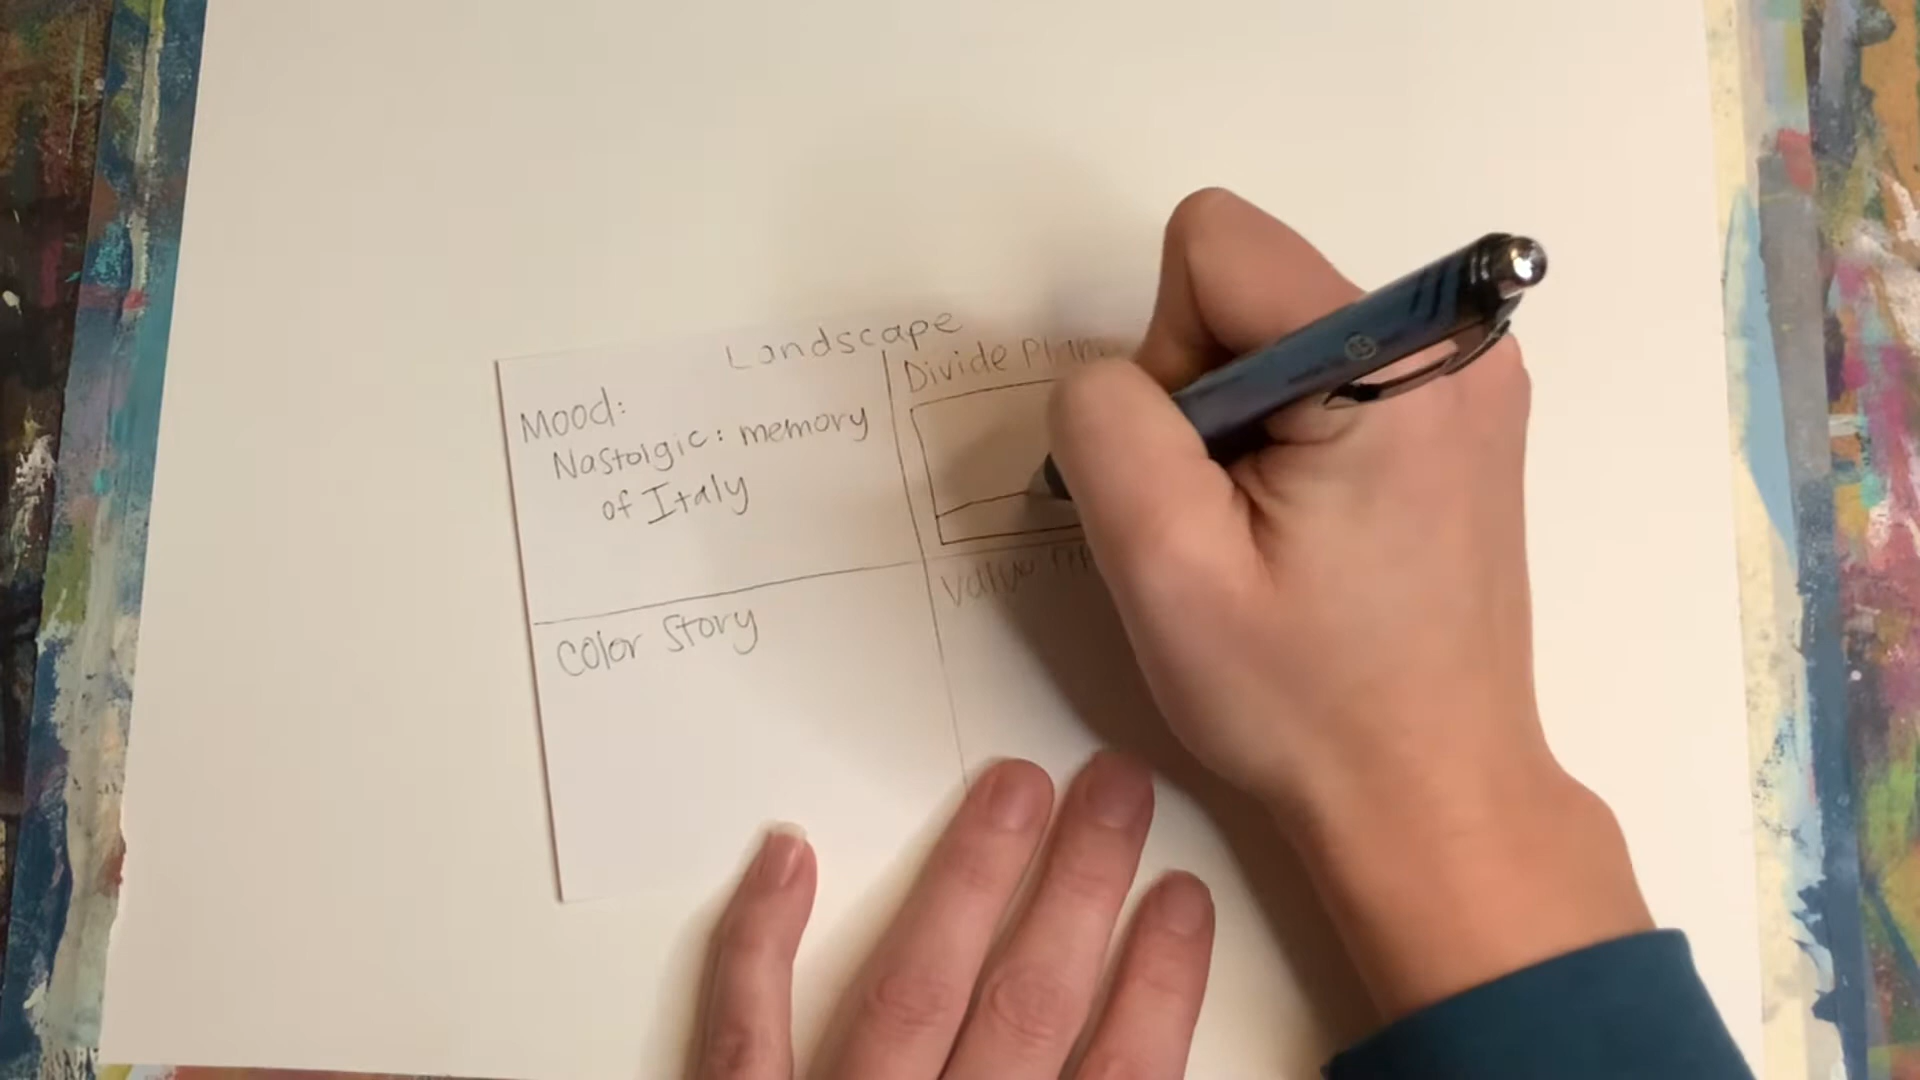 Landscape
Mood:
Nastolgic: memory
of Italy
Divide
Color Story